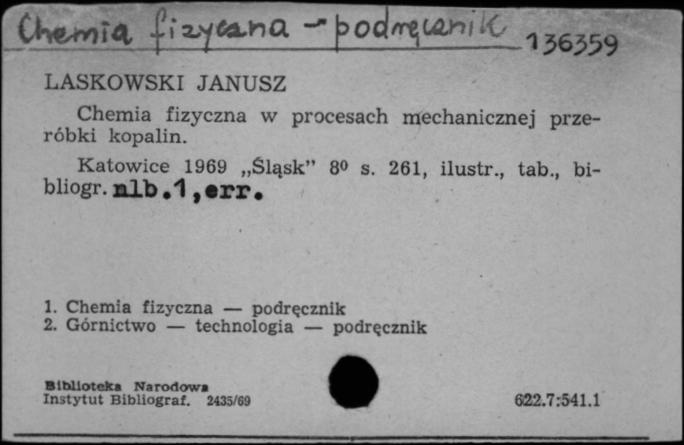 Chemia fizyczna - podręcznik
136359
LASKOWSKI JANUSZ
Chemia fizyczna w procesach mechanicznej prze-
róbki kopalin.
Katowice 1969 „Śląsk” 8⁰ s. 261, ilustr., tab., bi-
bliogr. nlb.1,err.
1. Chemia fizyczna — podręcznik
2. Górnictwo — technologia — podręcznik
Biblioteka Narodowa
Instytut Bibliograf. 2435/69
622.7:541.1